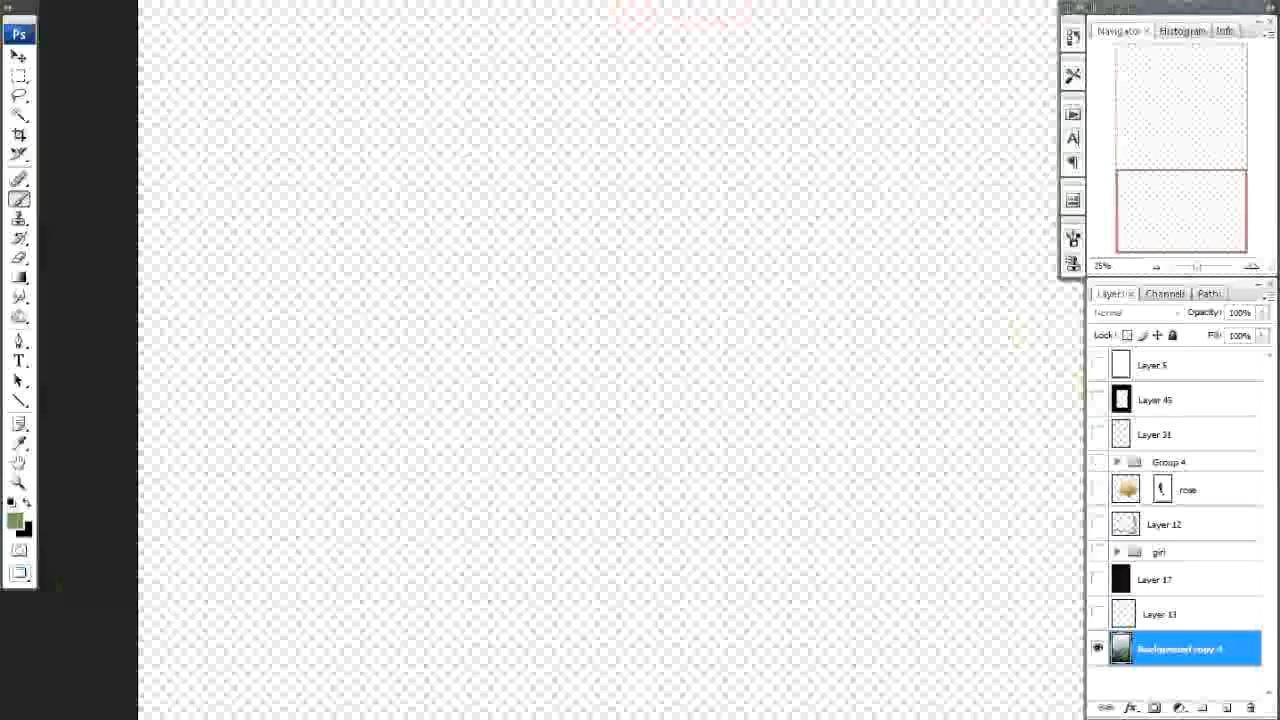 Ps
Navigator × Histogram Info
25%
Layers × Channels Paths
Normal Opacity: 100%
Lock: Fill: 100%
Layer 5
Layer 45
Layer 31
Group 4
rose
Layer 12
girl
Layer 17
Layer 13
Background copy 4
T
A
fx